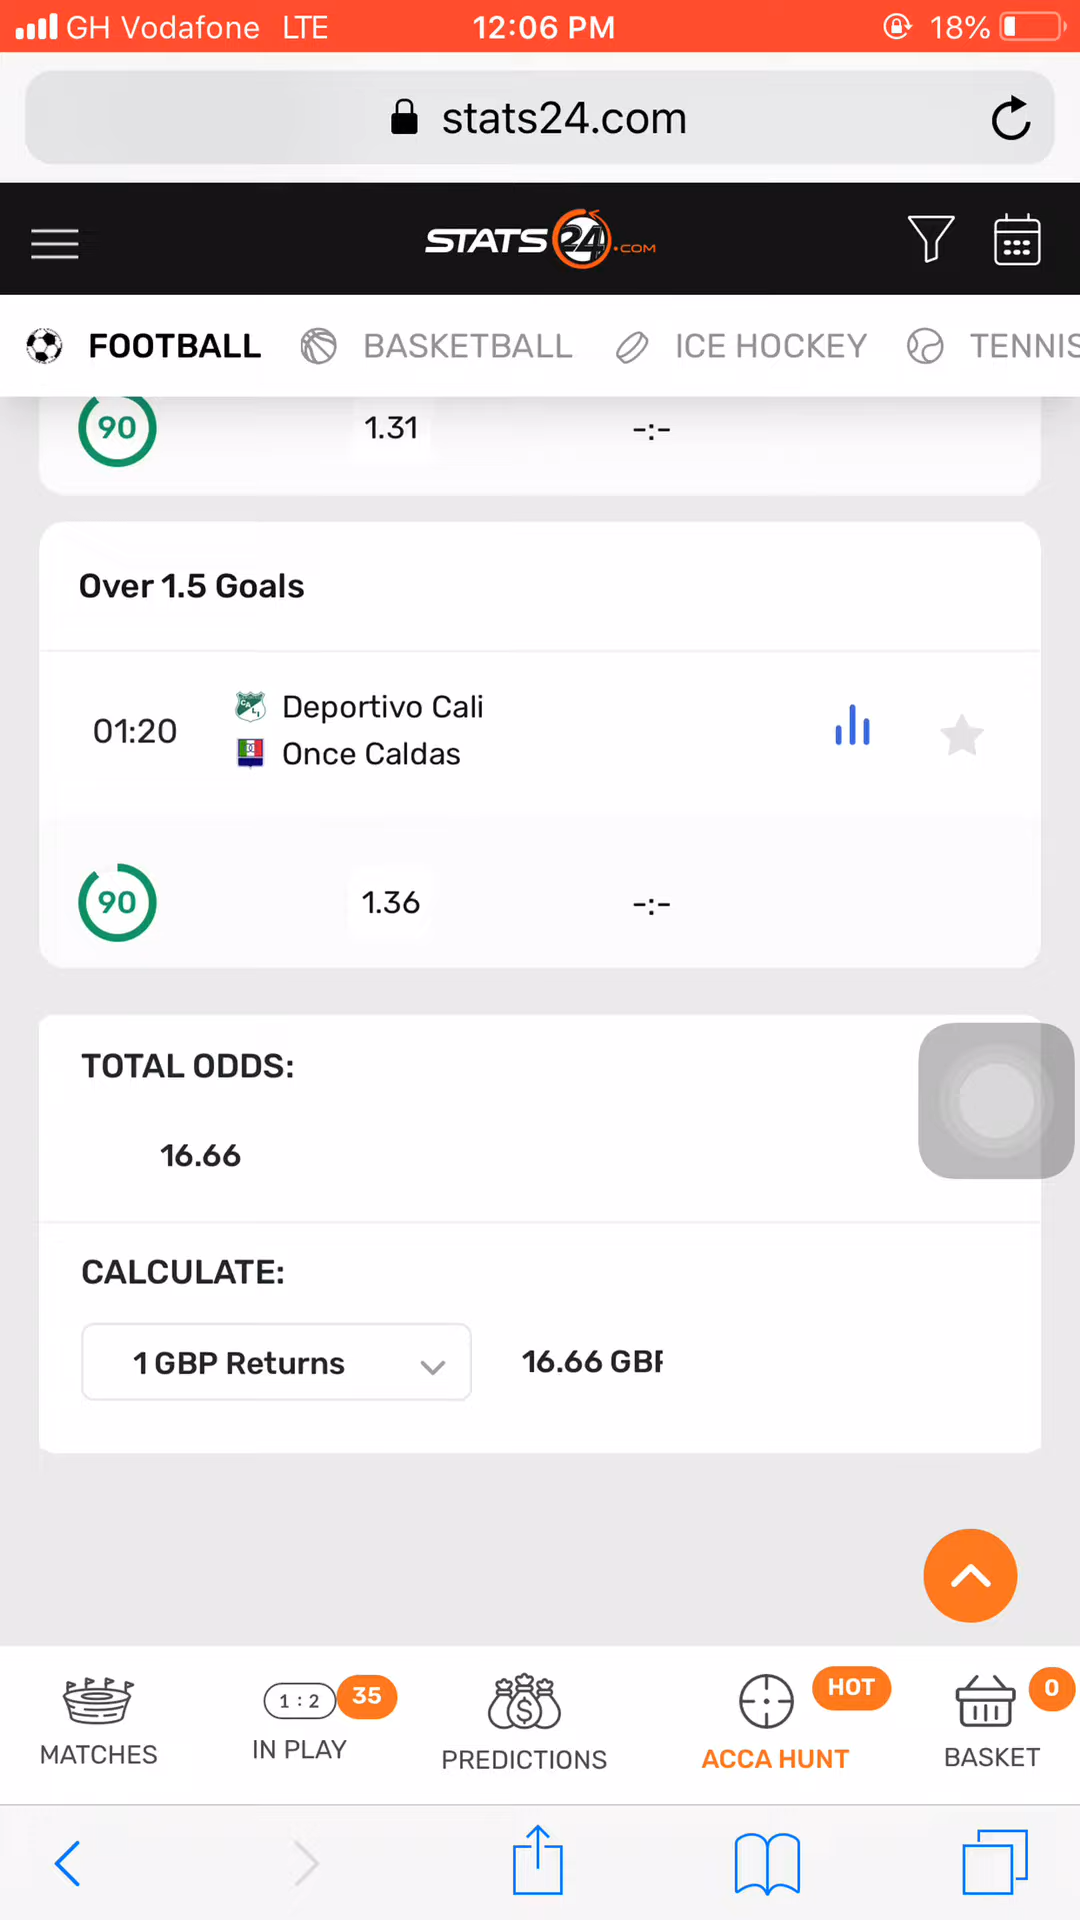 GH Vodafone LTE 12:06 PM 18%
stats24.com
STATS 24 .COM
FOOTBALL BASKETBALL ICE HOCKEY TENNIS
90 1.31 -:-
Over 1.5 Goals
01:20 Deportivo Cali
Once Caldas
90 1.36 -:-
TOTAL ODDS:
16.66
CALCULATE:
1 GBP Returns 16.66 GBP
1 : 2 35 HOT 0
MATCHES IN PLAY PREDICTIONS ACCA HUNT BASKET